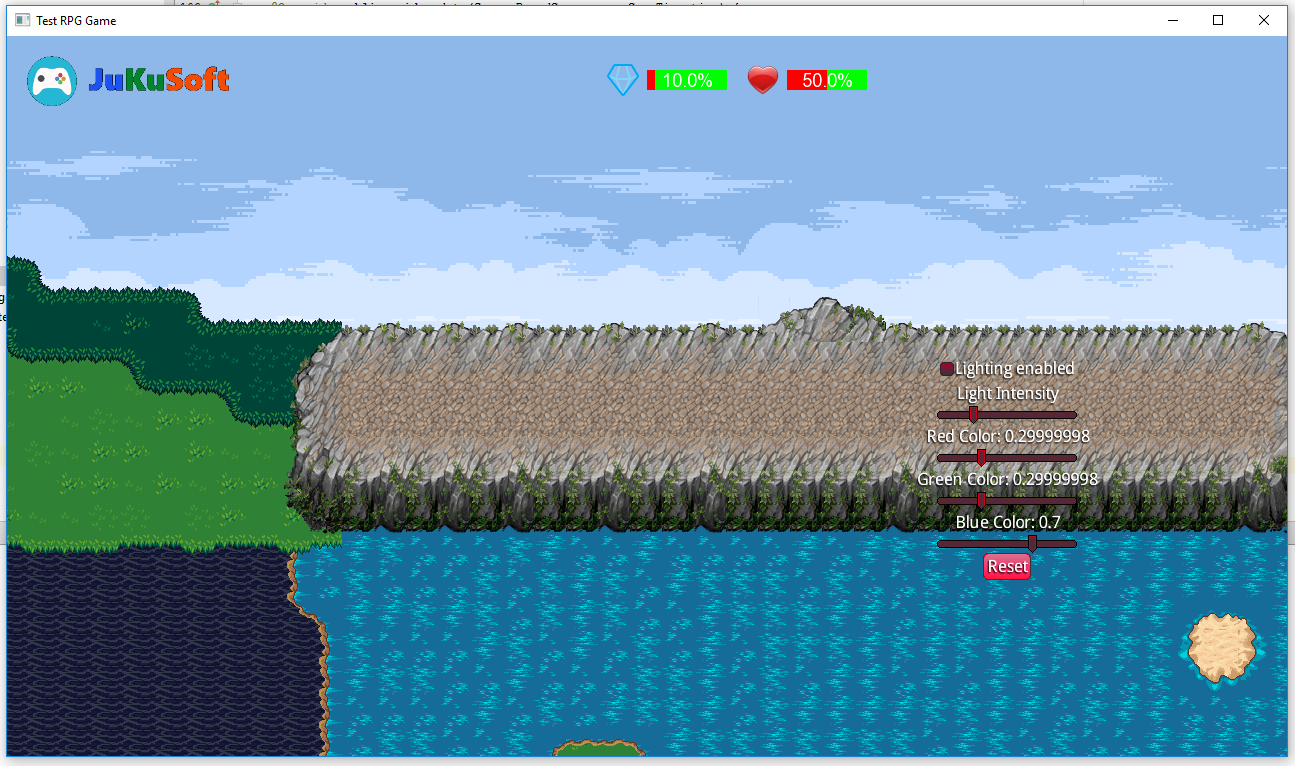 Test RPG Game
JuKuSoft
10.0%
50.0%
Lighting enabled
Light Intensity
Red Color: 0.29999998
Green Color: 0.29999998
Blue Color: 0.7
Reset